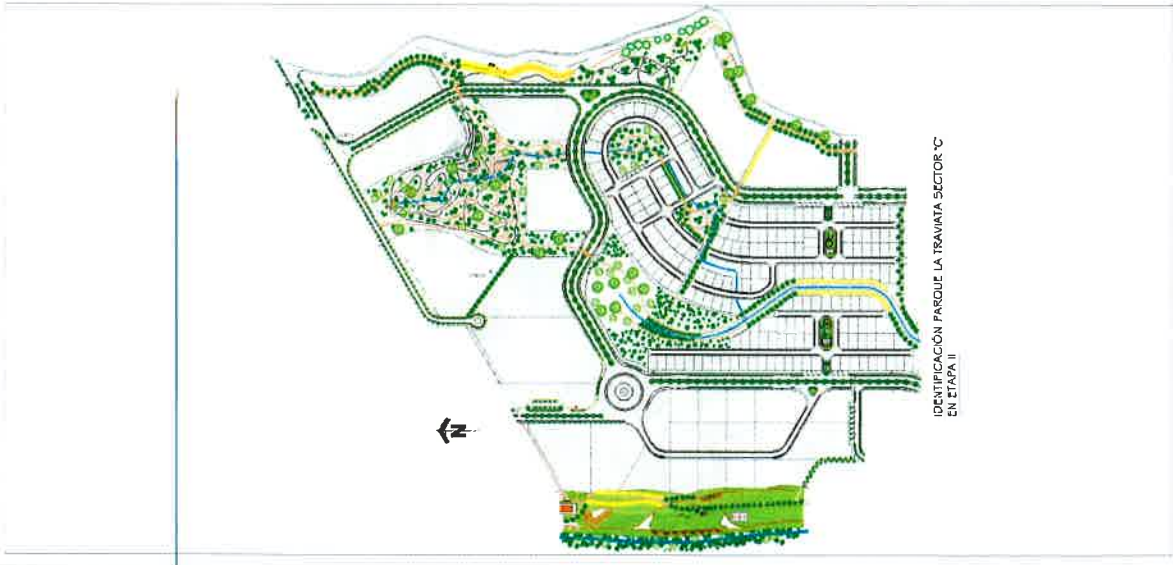 IDENTIFICACIÓN PARQUE LA TRAVIATA SECTOR "C"
EN ETAPA II
N